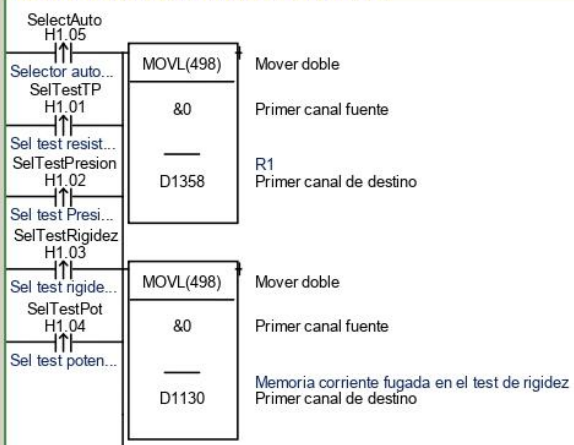 SelectAuto
H1.05
Selector auto...
MOVL(498)
Mover doble
SelTestTP
H1.01
Sel test resist...
&0
Primer canal fuente
SelTestPresion
H1.02
Sel test Presi...
D1358
R1
Primer canal de destino
SelTestRigidez
H1.03
Sel test rigide...
MOVL(498)
Mover doble
SelTestPot
H1.04
Sel test poten...
&0
Primer canal fuente
D1130
Memoria corriente fugada en el test de rigidez
Primer canal de destino